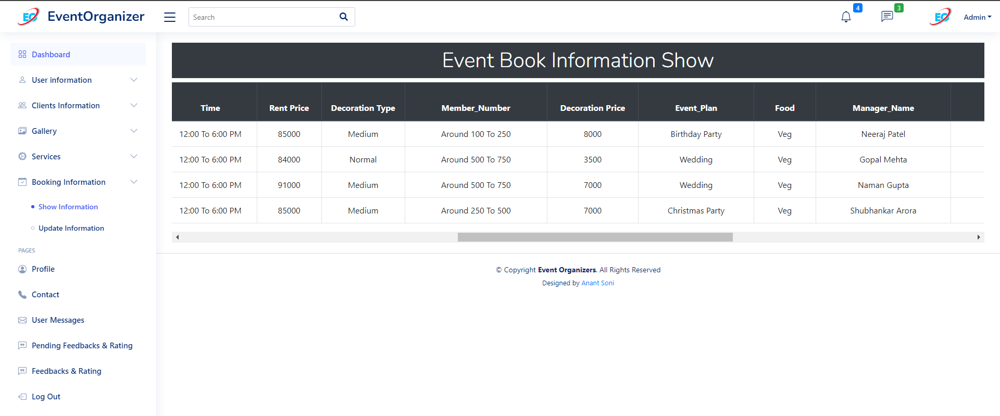 EO EventOrganizer Search 4 3 EO Admin
Dashboard
User information
Clients Information
Gallery
Services
Booking Information
Show Information
Update Information
PAGES
Profile
Contact
User Messages
Pending Feedbacks & Rating
Feedbacks & Rating
Log Out
Event Book Information Show
Time Rent Price Decoration Type Member_Number Decoration Price Event_Plan Food Manager_Name
12:00 To 6:00 PM 85000 Medium Around 100 To 250 8000 Birthday Party Veg Neeraj Patel
12:00 To 6:00 PM 84000 Normal Around 500 To 750 3500 Wedding Veg Gopal Mehta
12:00 To 6:00 PM 91000 Medium Around 500 To 750 7000 Wedding Veg Naman Gupta
12:00 To 6:00 PM 85000 Medium Around 250 To 500 7000 Christmas Party Veg Shubhankar Arora
© Copyright Event Organizers. All Rights Reserved
Designed by Anant Soni